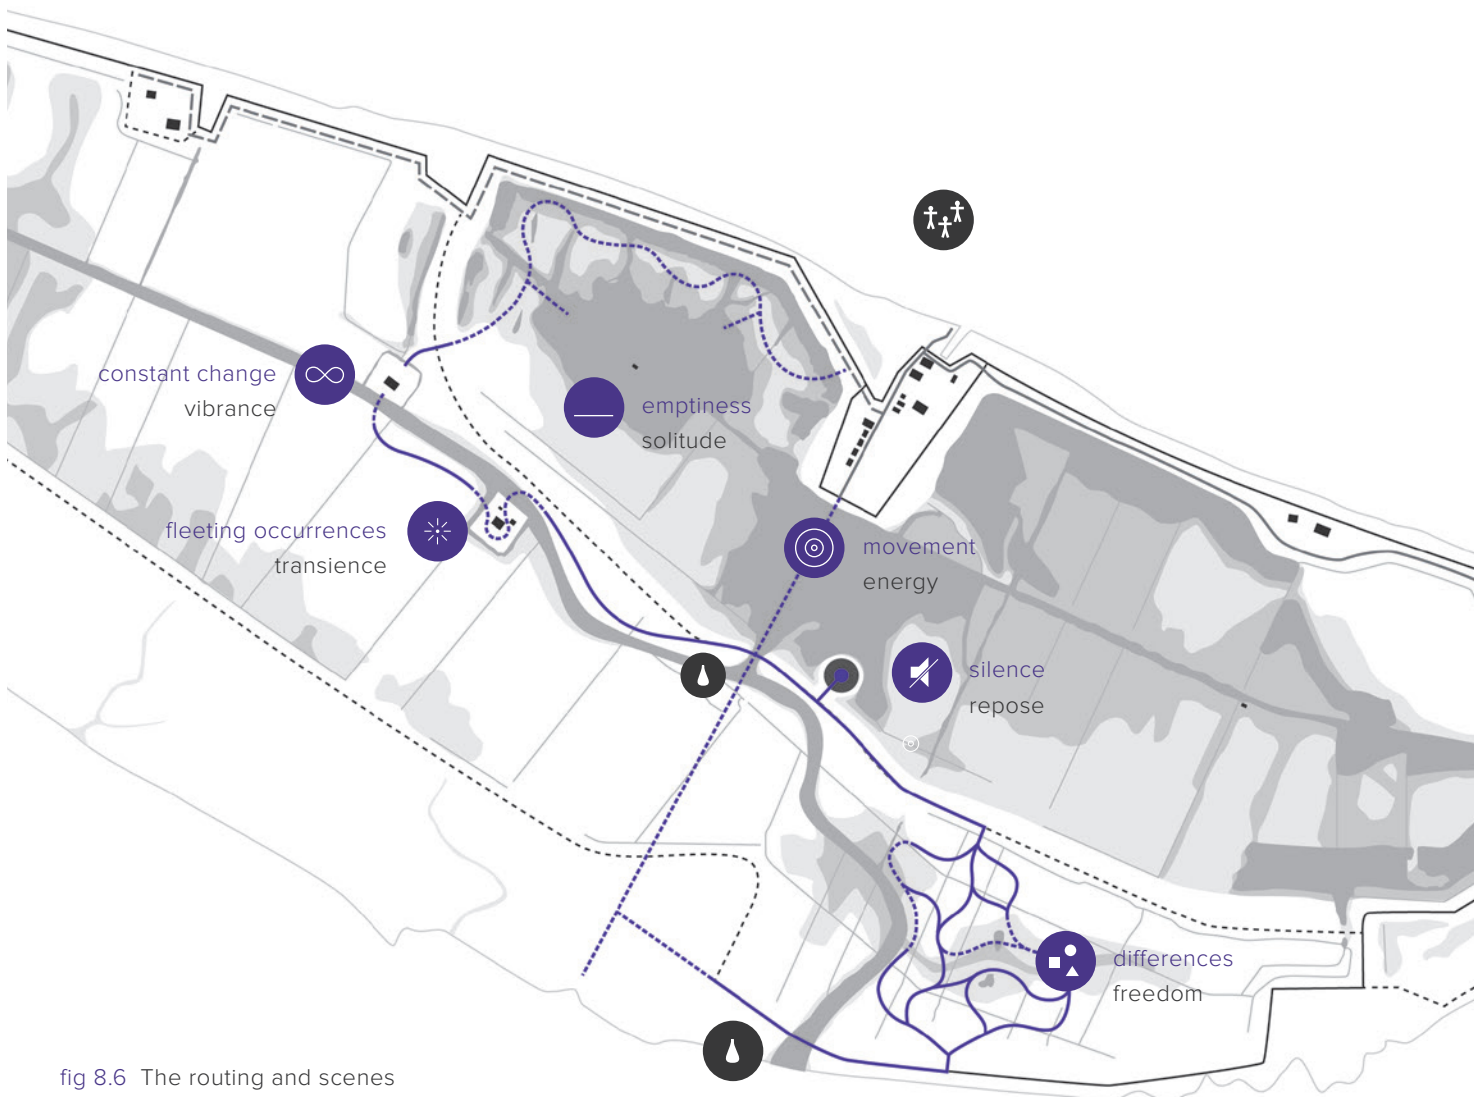 constant change
vibrance
emptiness
solitude
fleeting occurrences
transience
movement
energy
silence
repose
differences
freedom
fig 8.6 The routing and scenes